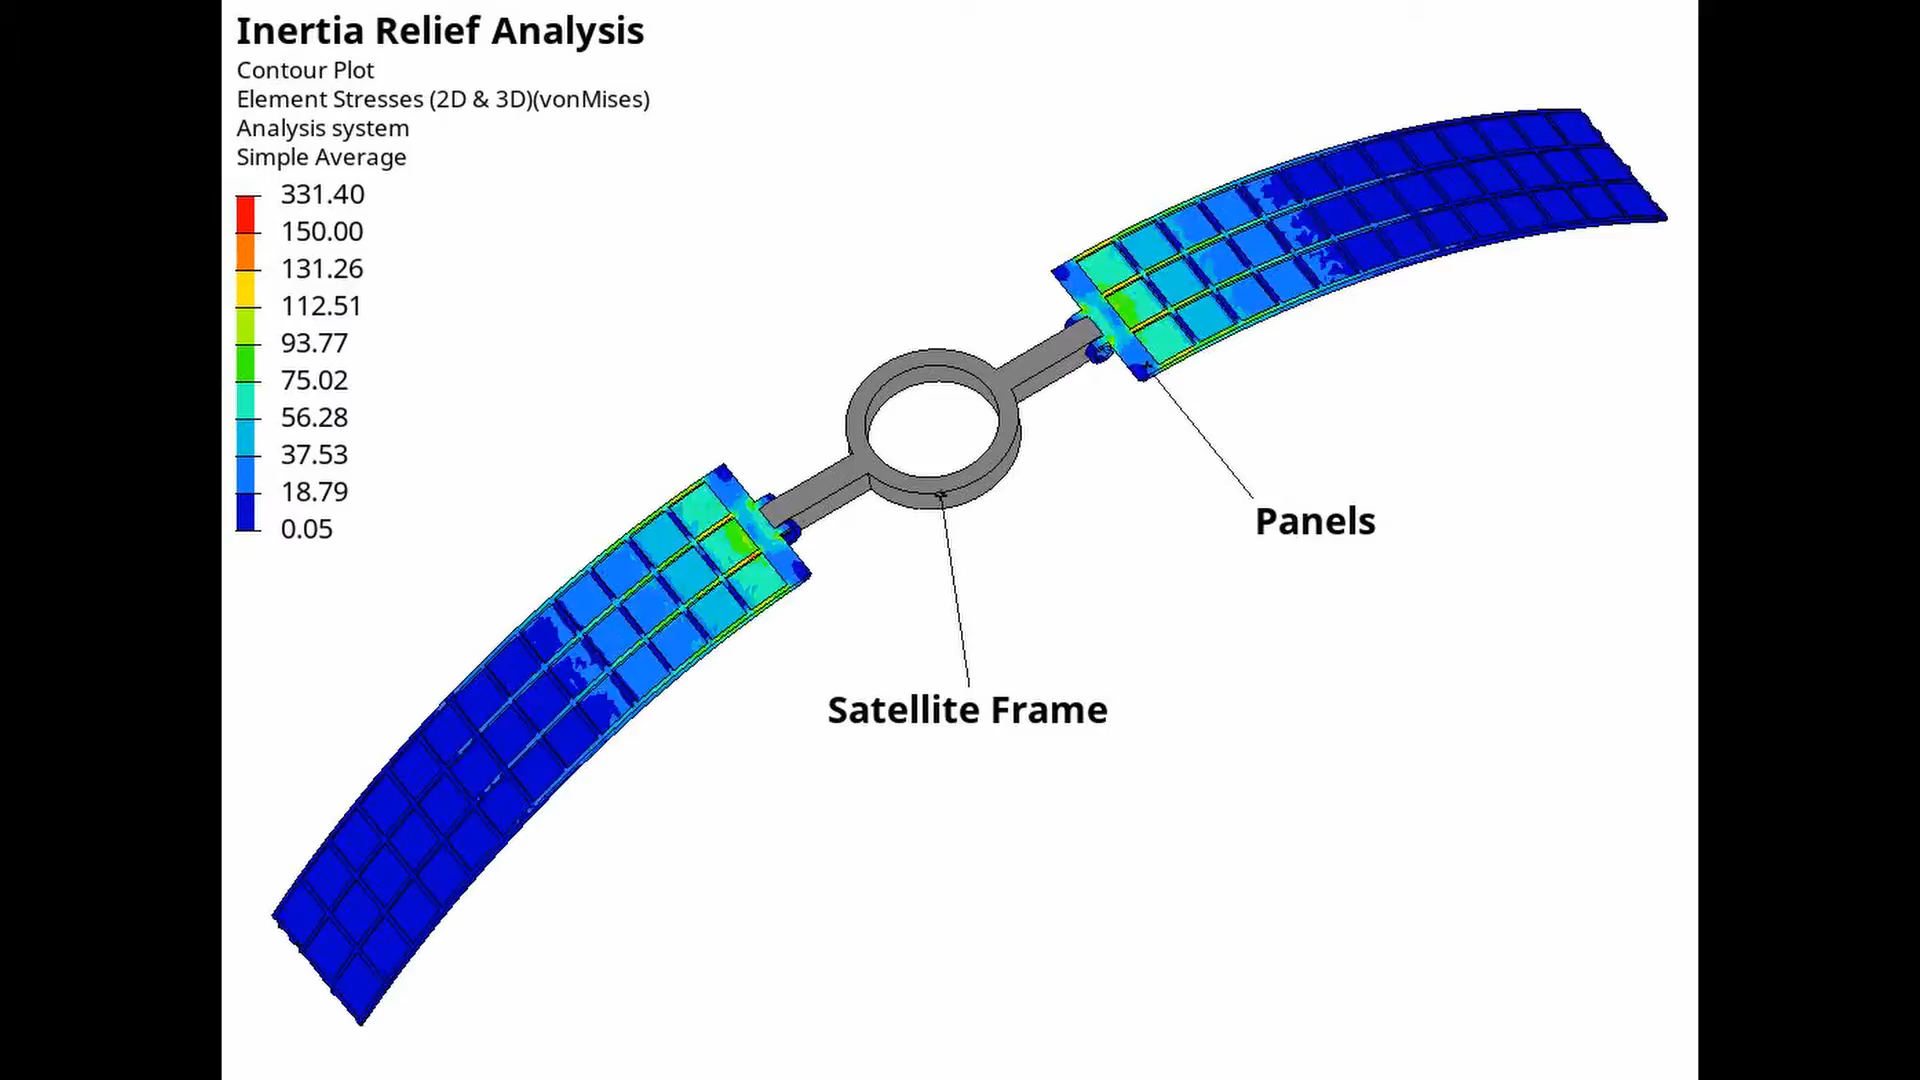 Inertia Relief Analysis
Contour Plot
Element Stresses (2D & 3D)(vonMises)
Analysis system
Simple Average
331.40
150.00
131.26
112.51
93.77
75.02
56.28
37.53
18.79
0.05
Panels
Satellite Frame